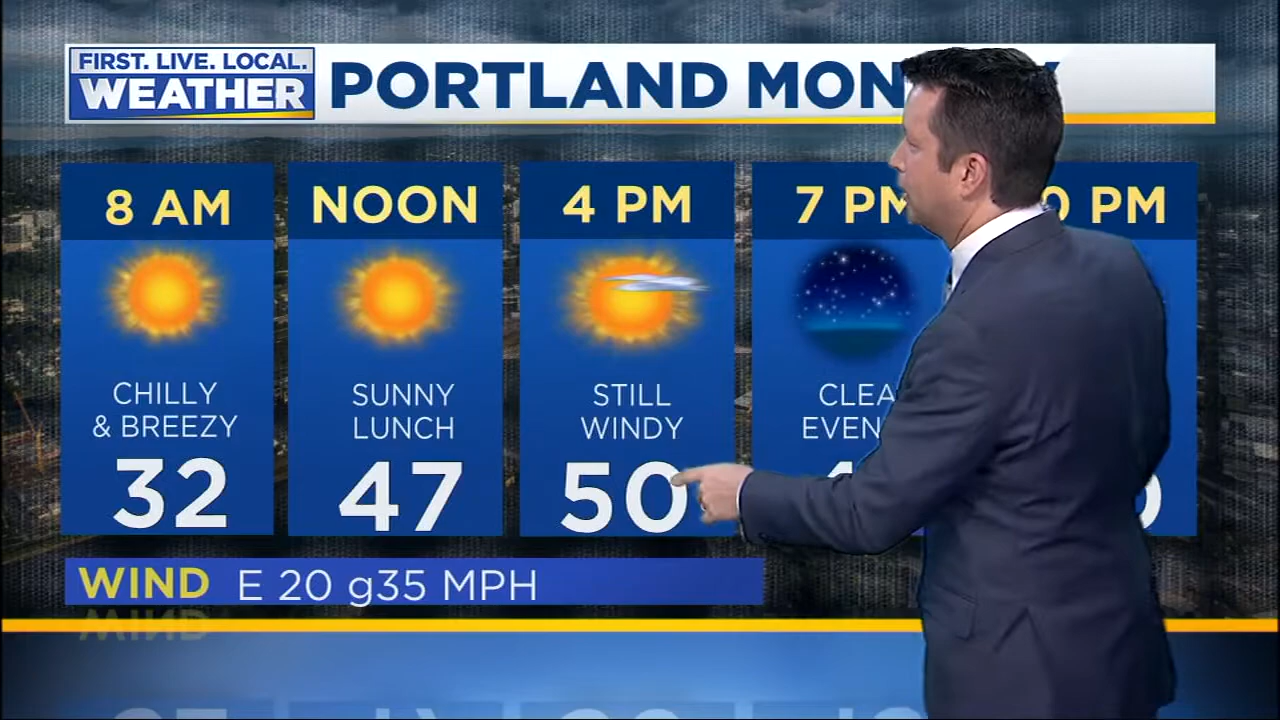 FIRST. LIVE. LOCAL.
WEATHER
PORTLAND
8 AM
NOON
4 PM
7 PM
PM
CHILLY
& BREEZY
SUNNY
LUNCH
STILL
WINDY
32
47
50
WIND E 20 g35 MPH